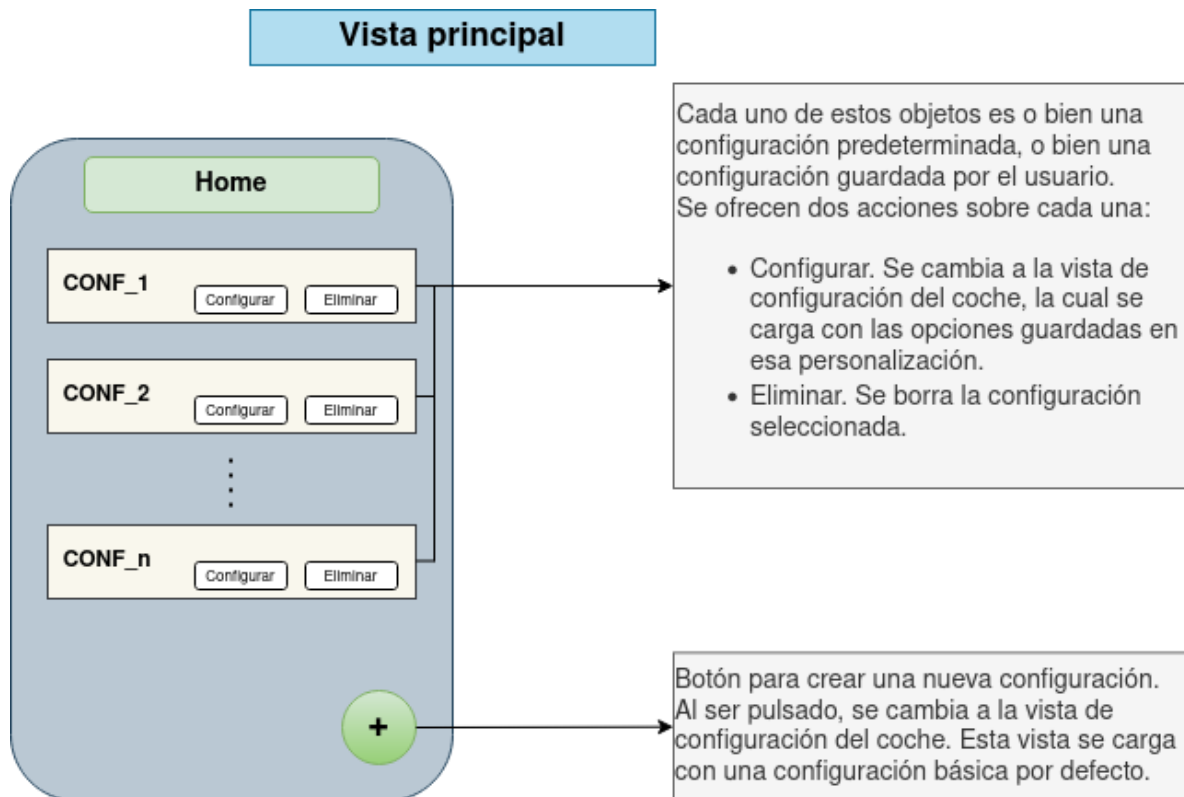 Vista principal
Home
CONF_1
Configurar
Eliminar
CONF_2
Configurar
Eliminar
CONF_n
Configurar
Eliminar
+
Cada uno de estos objetos es o bien una
configuración predeterminada, o bien una
configuración guardada por el usuario.
Se ofrecen dos acciones sobre cada una:
• Configurar. Se cambia a la vista de
configuración del coche, la cual se
carga con las opciones guardadas en
esa personalización.
• Eliminar. Se borra la configuración
seleccionada.
Botón para crear una nueva configuración.
Al ser pulsado, se cambia a la vista de
configuración del coche. Esta vista se carga
con una configuración básica por defecto.